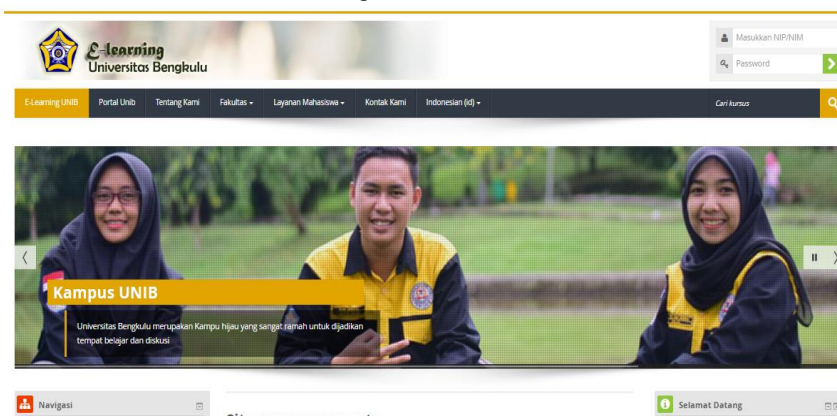 E-learning
Universitas Bengkulu
Masukkan NIP/NIM
Password
E-Learning UNIB Portal Unib Tentang Kami Fakultas Layanan Mahasiswa Kontak Kami Indonesian (id) Cari kursus
Kampus UNIB
Universitas Bengkulu merupakan Kampu hijau yang sangat ramah untuk dijadikan
tempat belajar dan diskusi
Navigasi
Selamat Datang